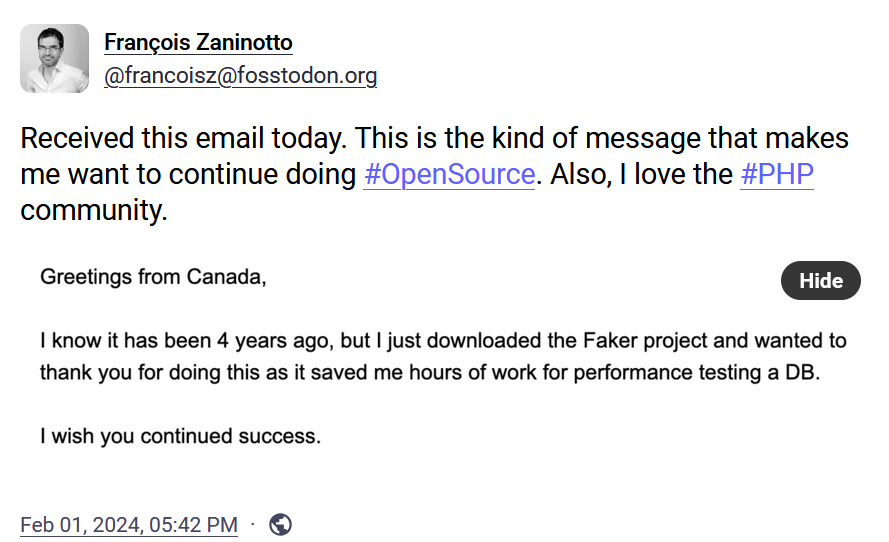 François Zaninotto
@francoisz@fosstodon.org
Received this email today. This is the kind of message that makes
me want to continue doing #OpenSource. Also, I love the #PHP
community.
Greetings from Canada,
Hide
I know it has been 4 years ago, but I just downloaded the Faker project and wanted to
thank you for doing this as it saved me hours of work for performance testing a DB.
I wish you continued success.
Feb 01, 2024, 05:42 PM ·